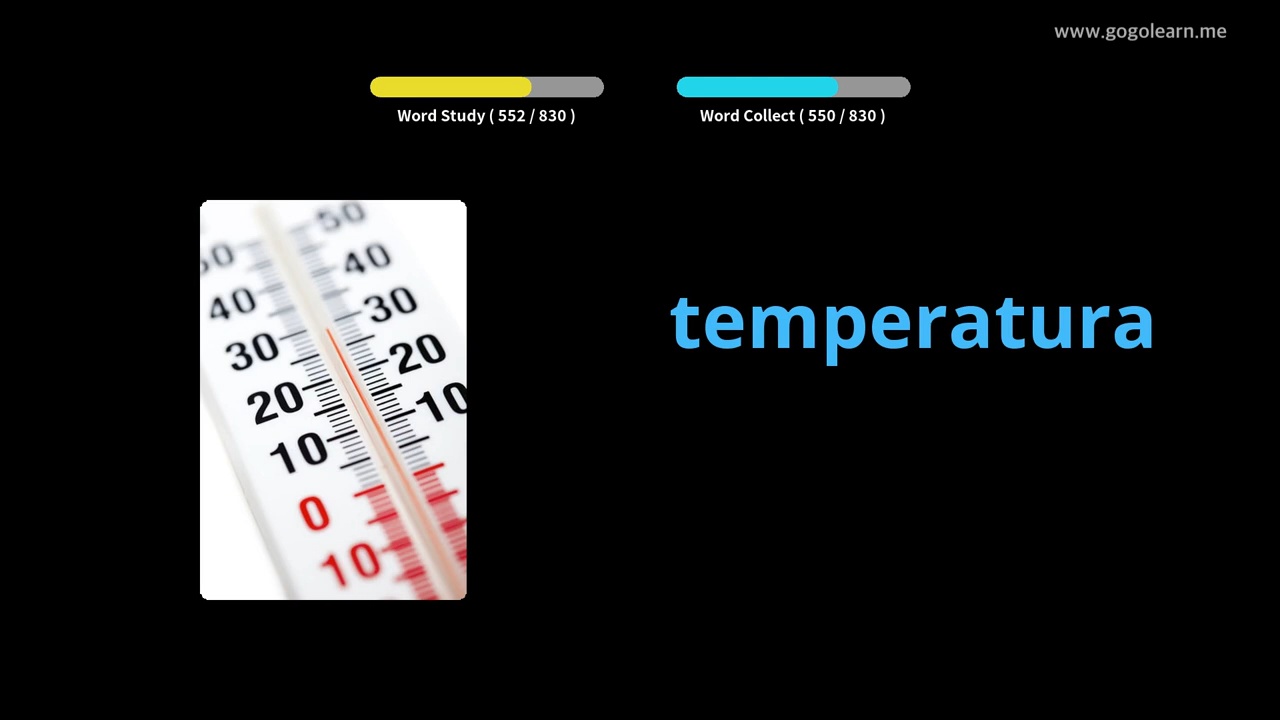 www.gogolearn.me
Word Study ( 552 / 830 )
Word Collect ( 550 / 830 )
temperatura
50
40 40
30 30
20 20
10 10
0
10